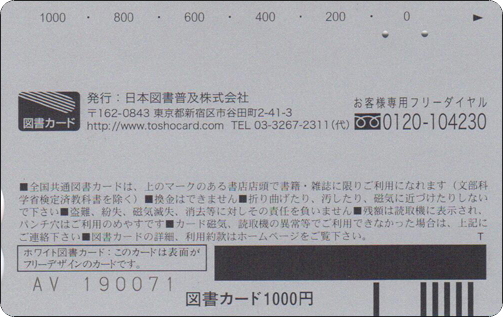 1000 ・ 800 ・ 600 ・ 400 ・ 200 ・ 0 ▶
図書カード
発行：日本図書普及株式会社
〒162-0843 東京都新宿区市谷田町2-41-3
http://www.toshocard.com TEL 03-3267-2311(代)
お客様専用フリーダイヤル
0120-104230
■全国共通図書カードは、上のマークのある書店店頭で書籍・雑誌に限りご利用になれます（文部科
学省検定済教科書を除く）■換金はできません■折り曲げたり、汚したり、磁気に近づけたりしない
で下さい■盗難、紛失、磁気減失、消去等に対しその責任を負いません■残額は読取機に表示され、
パンチ穴はご利用のめやすです■カード磁気、読取機の異常等でご利用できなかった場合は、上記に
ご連絡下さい■図書カードの詳細、利用約款はホームページをご覧下さい。
T
ホワイト図書カード：このカードは表面が
フリーデザインのカードです。
AV 190071
図書カード1000円